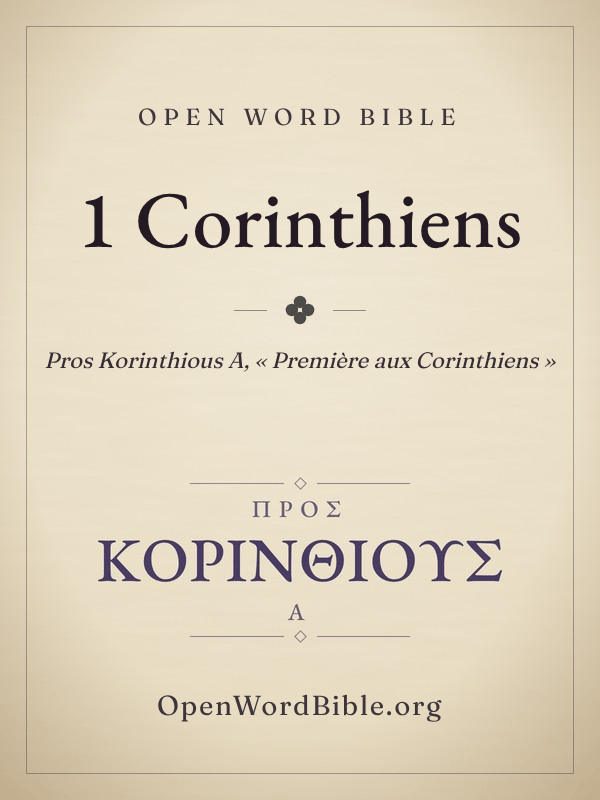 OPEN WORD BIBLE
1 Corinthiens
Pros Korinthious A, « Première aux Corinthiens »
ΠΡΟΣ
ΚΟΡΙΝΘΙΟΥΣ
Α
OpenWordBible.org